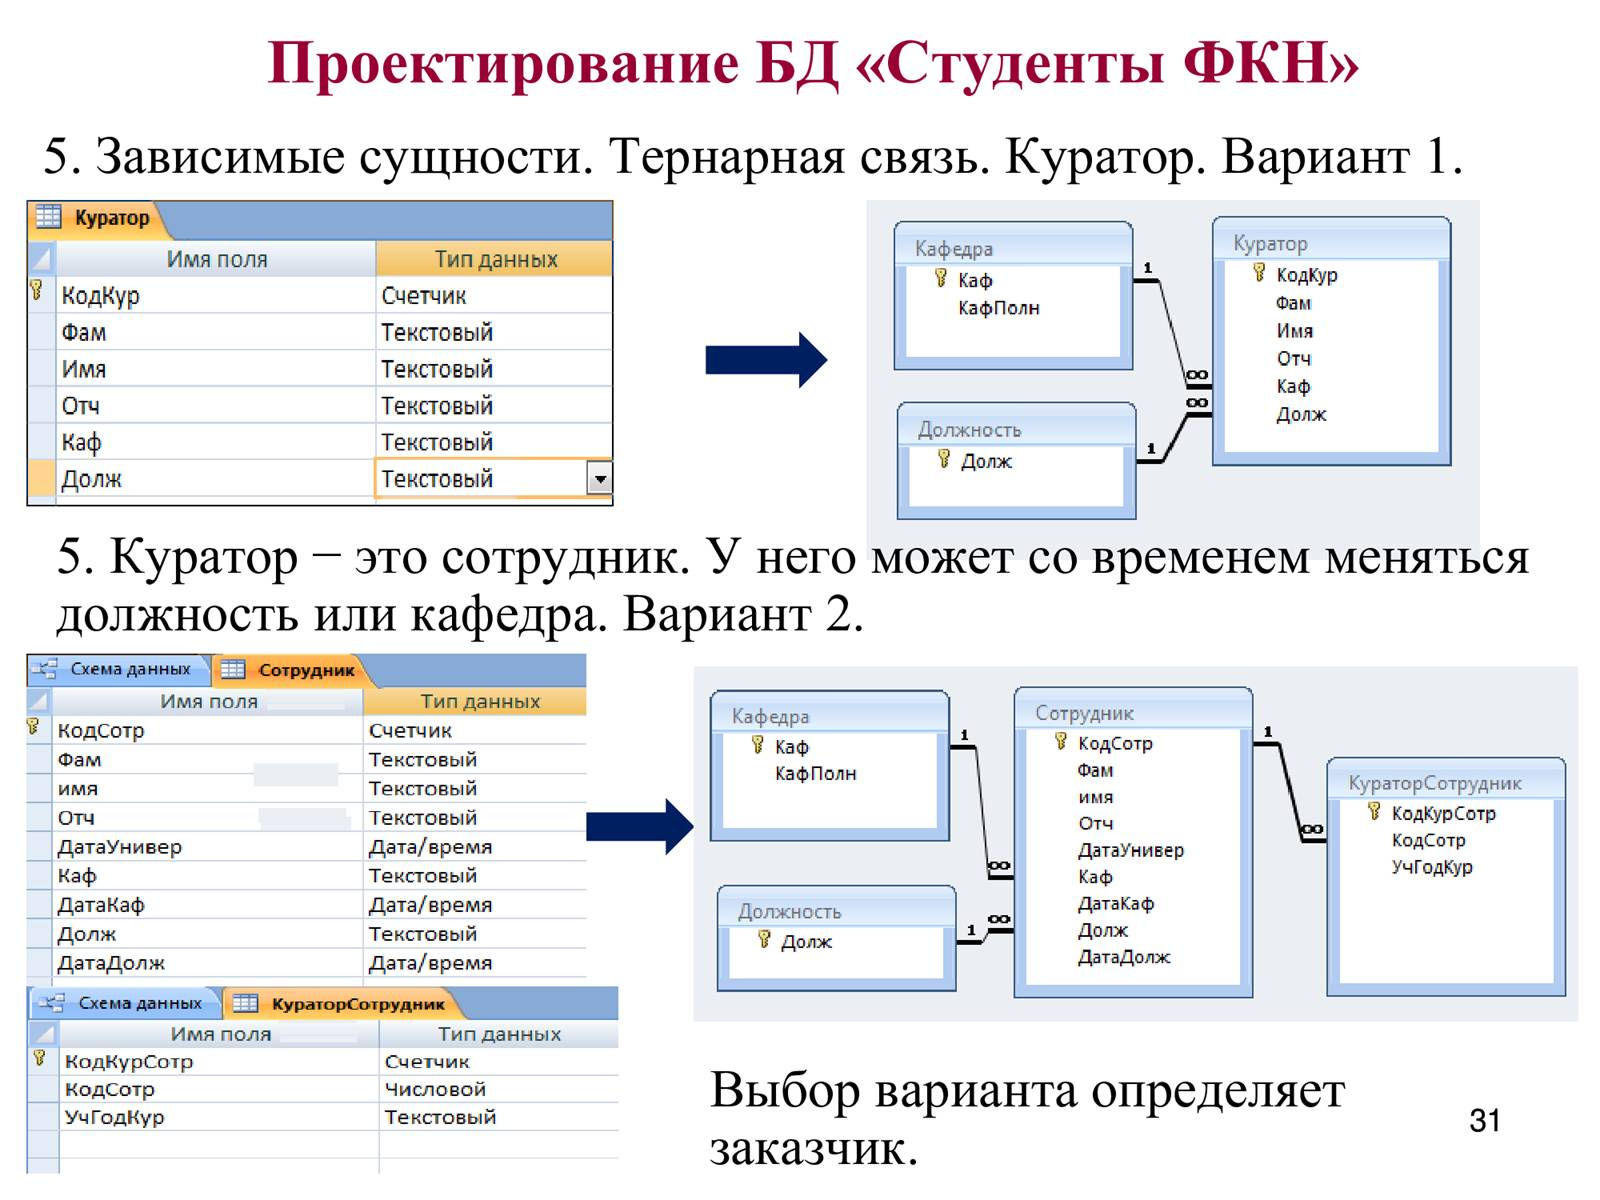 Проектирование БД «Студенты ФКН»
5. Зависимые сущности. Тернарная связь. Куратор. Вариант 1.
Куратор
Имя поля Тип данных
КодКур Счетчик
Фам Текстовый
Имя Текстовый
Отч Текстовый
Каф Текстовый
Долж Текстовый
Кафедра
Каф
КафПолн
Должность
Долж
1
∞
∞
1
Куратор
КодКур
Фам
Имя
Отч
Каф
Долж
5. Куратор − это сотрудник. У него может со временем меняться
должность или кафедра. Вариант 2.
Схема данных Сотрудник
Имя поля Тип данных
КодСотр Счетчик
Фам Текстовый
имя Текстовый
Отч Текстовый
ДатаУнивер Дата/время
Каф Текстовый
ДатаКаф Дата/время
Долж Текстовый
ДатаДолж Дата/время
Схема данных КураторСотрудник
Имя поля Тип данных
КодКурСотр Счетчик
КодСотр Числовой
УчГодКур Текстовый
Кафедра
Каф
КафПолн
Должность
Долж
1
∞
1 ∞
Сотрудник
КодСотр
Фам
имя
Отч
ДатаУнивер
Каф
ДатаКаф
Долж
ДатаДолж
1
∞
КураторСотрудник
КодКурСотр
КодСотр
УчГодКур
Выбор варианта определяет
заказчик.
31